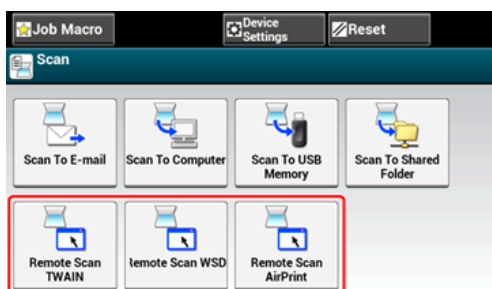 Job Macro
Device
Settings
Reset
Scan
Scan To E-mail
Scan To Computer
Scan To USB
Memory
Scan To Shared
Folder
Remote Scan
TWAIN
emote Scan WSD
Remote Scan
AirPrint